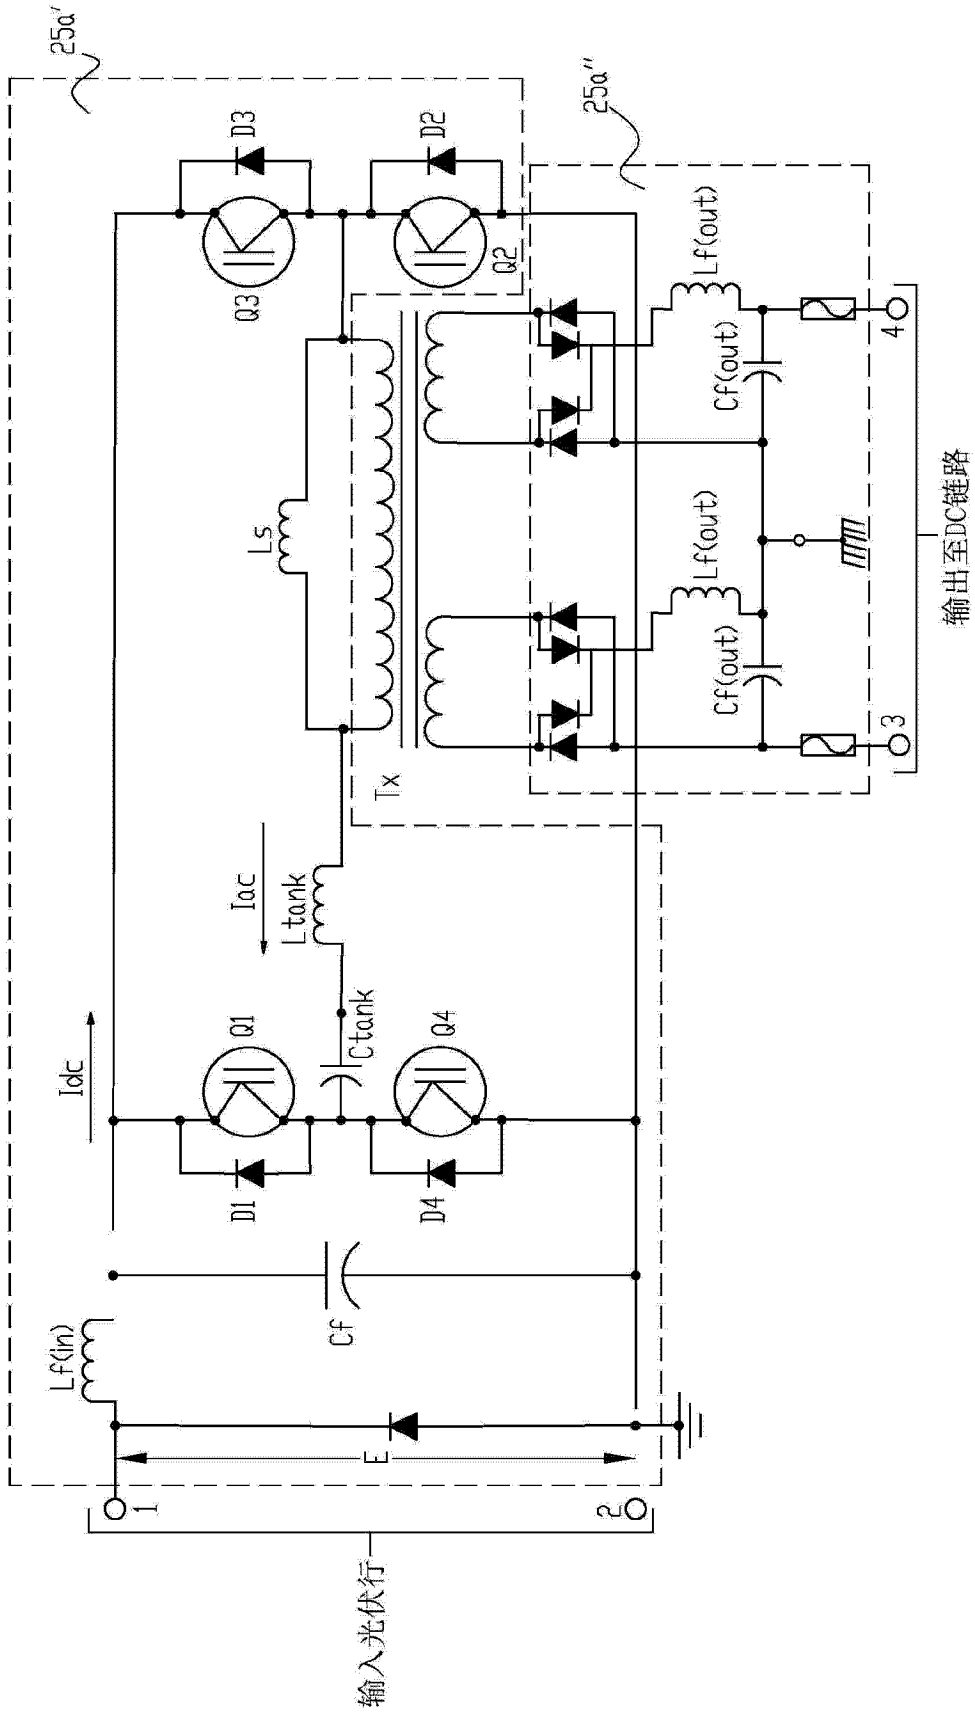 25a'
25a"
D3
D2
Q3
Q2
Lf(out)
Cf(out)
4
Ls
Lf(out)
Cf(out)
3
输出至DC链路
Tx
Iac
Ltank
Ctank
Idc
Q1
Q4
D1
D4
Cf
Lf(in)
E
1
2
输入光伏行